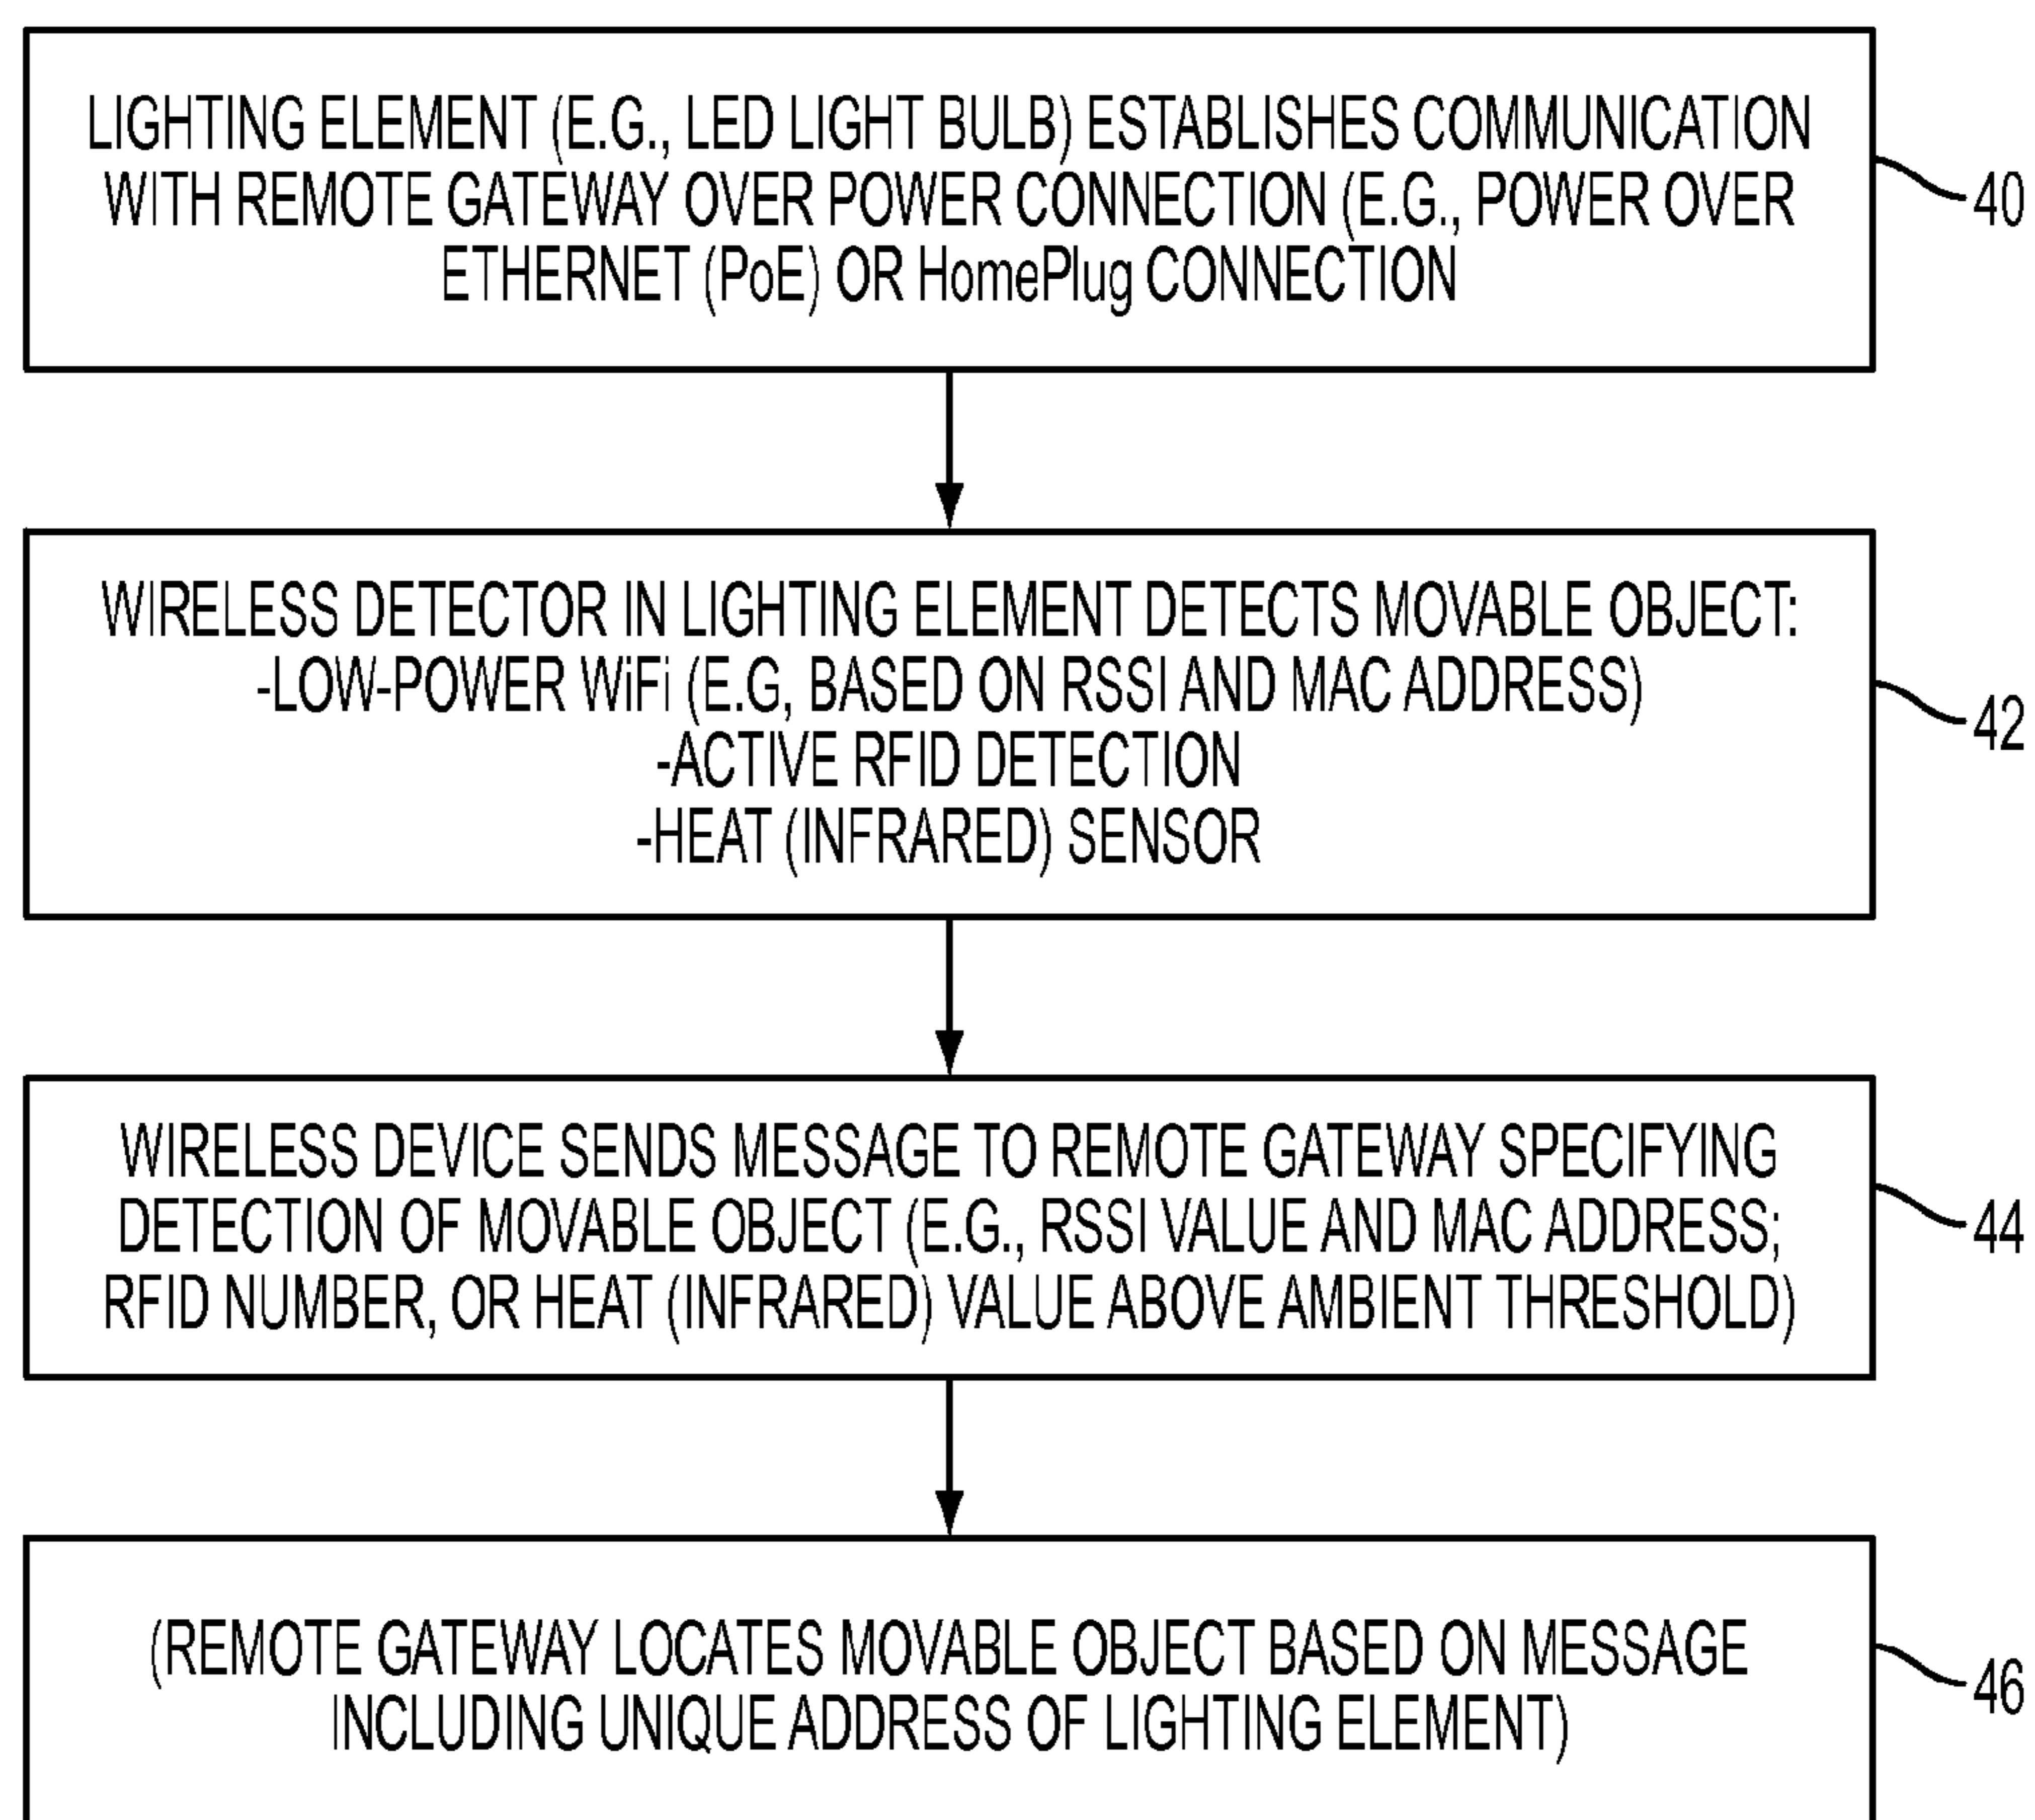 LIGHTING ELEMENT (E.G., LED LIGHT BULB) ESTABLISHES COMMUNICATION
WITH REMOTE GATEWAY OVER POWER CONNECTION (E.G., POWER OVER
ETHERNET (PoE) OR HomePlug CONNECTION
40
WIRELESS DETECTOR IN LIGHTING ELEMENT DETECTS MOVABLE OBJECT:
-LOW-POWER WiFi (E.G, BASED ON RSSI AND MAC ADDRESS)
-ACTIVE RFID DETECTION
-HEAT (INFRARED) SENSOR
42
WIRELESS DEVICE SENDS MESSAGE TO REMOTE GATEWAY SPECIFYING
DETECTION OF MOVABLE OBJECT (E.G., RSSI VALUE AND MAC ADDRESS;
RFID NUMBER, OR HEAT (INFRARED) VALUE ABOVE AMBIENT THRESHOLD)
44
(REMOTE GATEWAY LOCATES MOVABLE OBJECT BASED ON MESSAGE
INCLUDING UNIQUE ADDRESS OF LIGHTING ELEMENT)
46